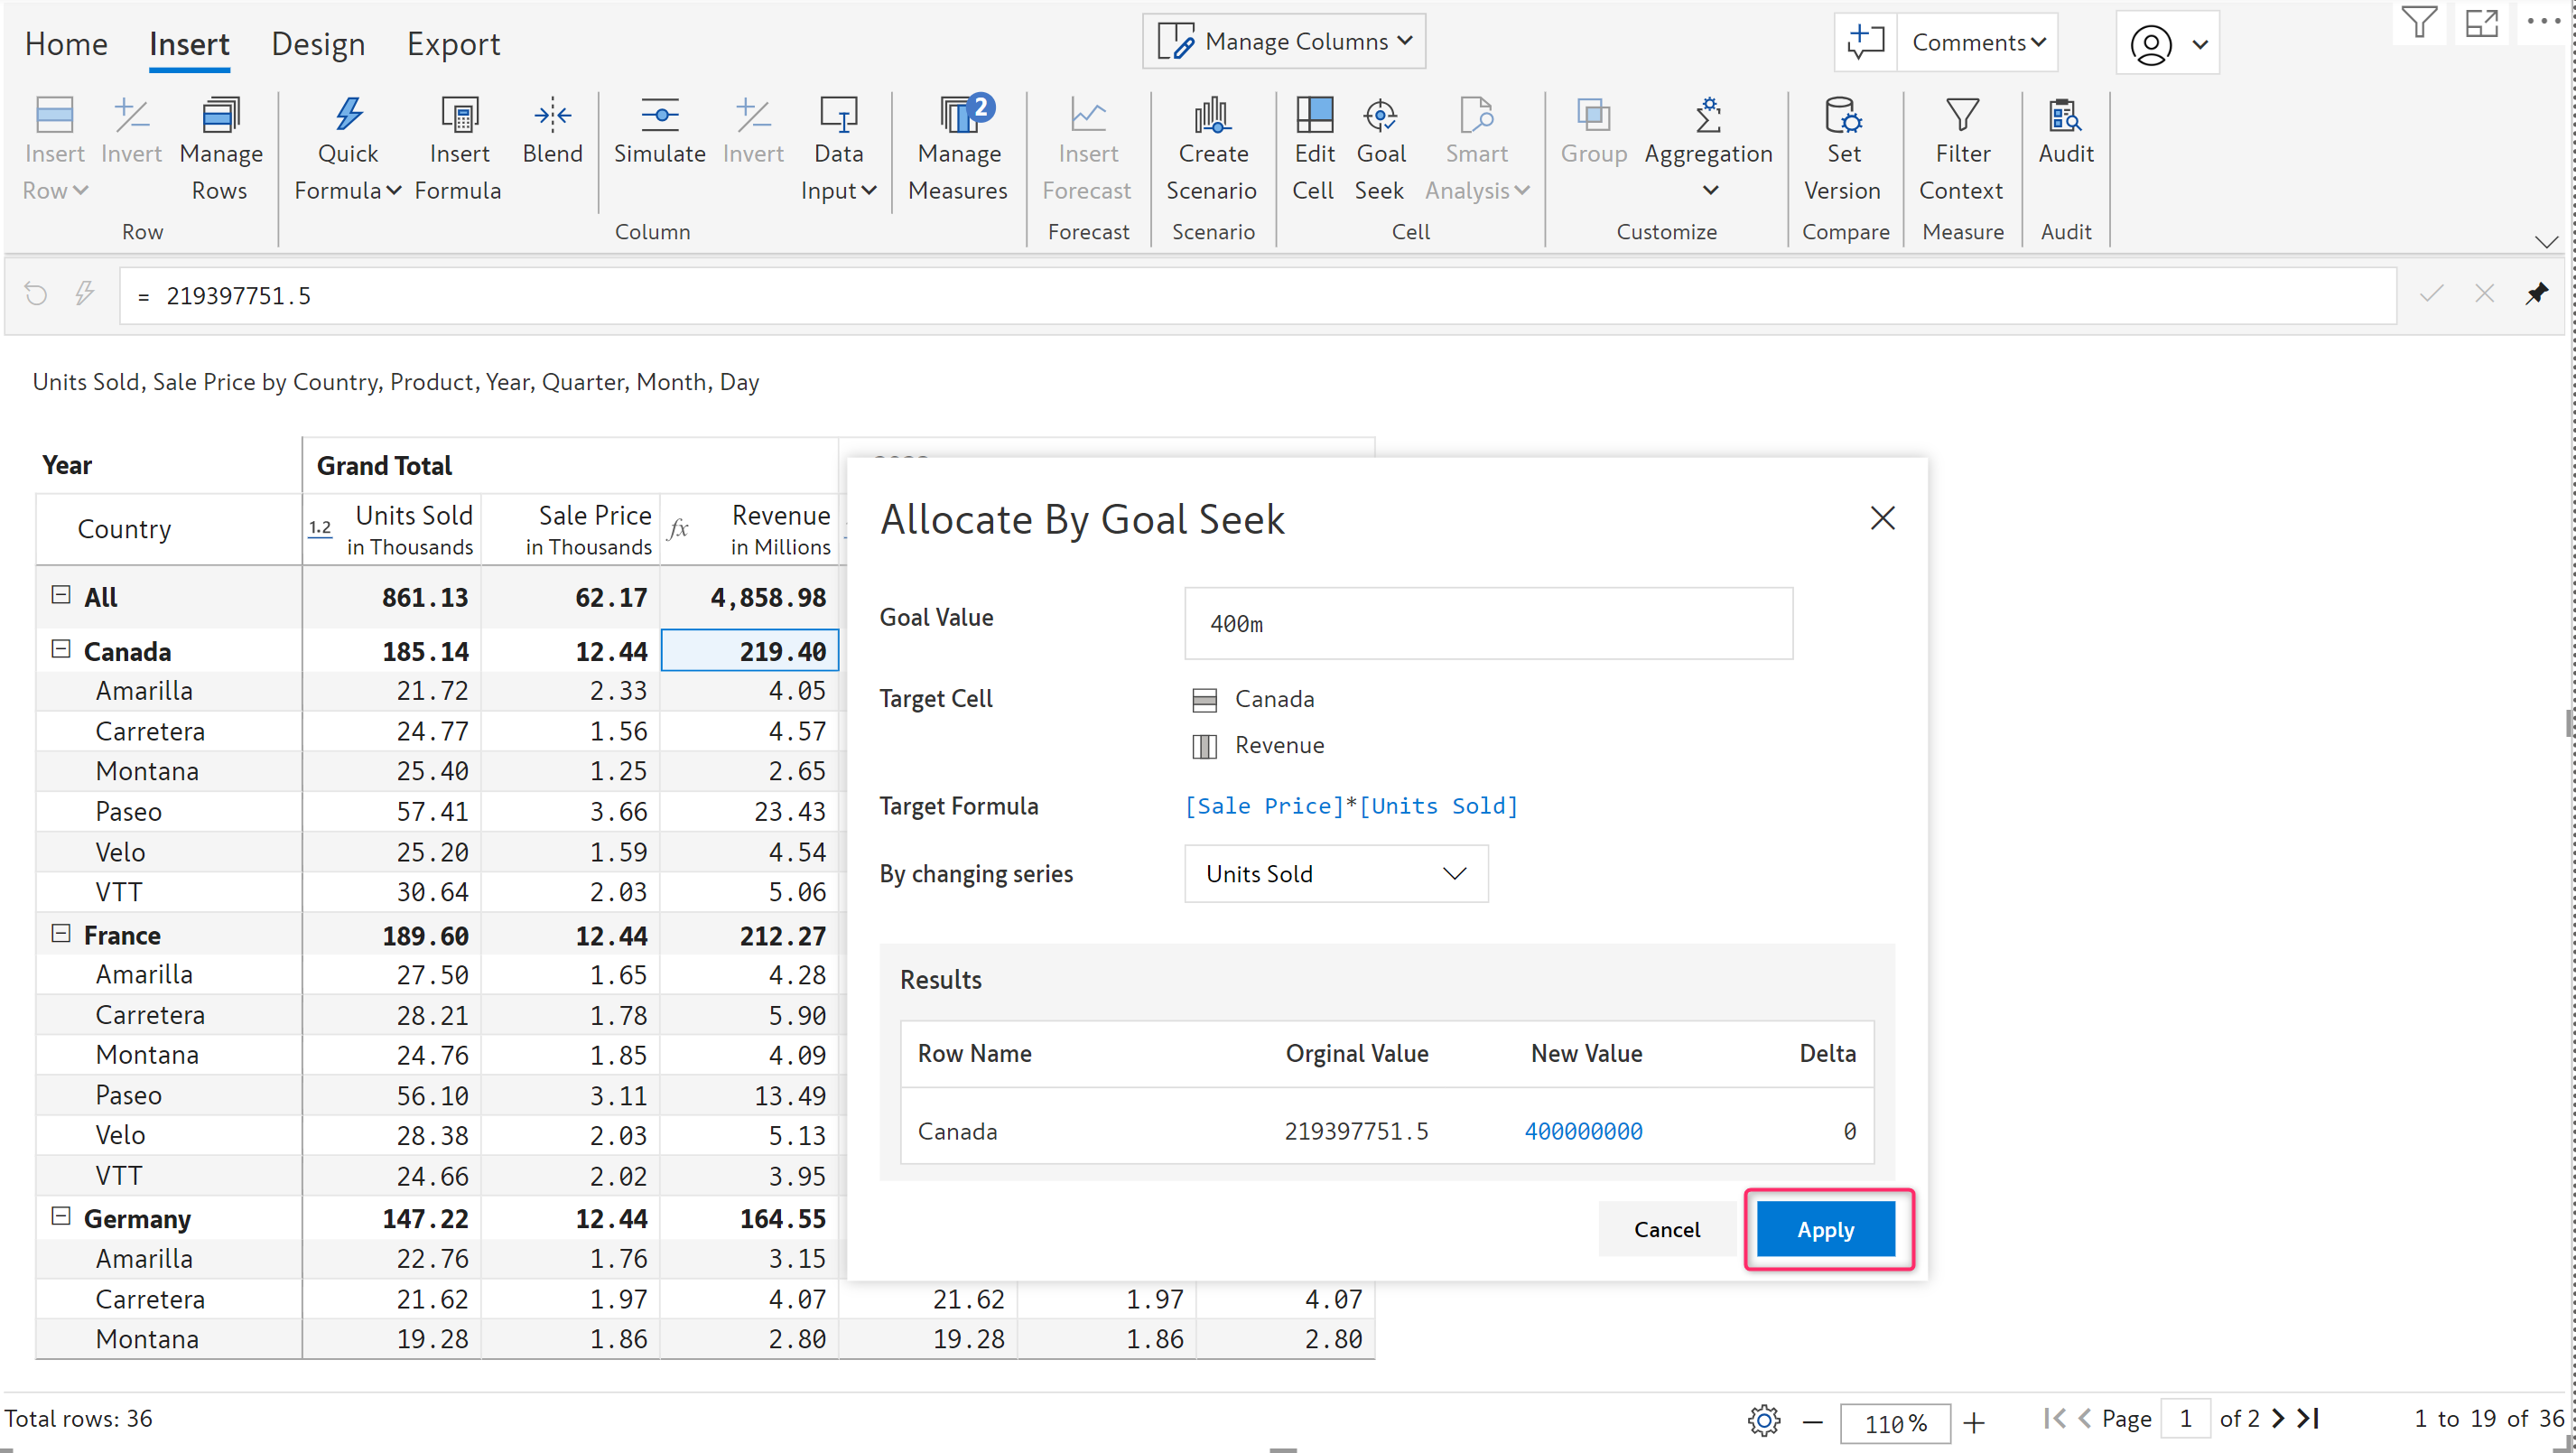 Home Insert Design Export Manage Columns Comments
Insert Invert Manage Quick Insert Blend Simulate Invert Data 2 Manage Insert Create Edit Goal Smart Group Aggregation Set Filter Audit
Row Rows Formula Formula Input Measures Forecast Scenario Cell Seek Analysis Version Context
Row Column Forecast Scenario Cell Customize Compare Measure Audit
= 219397751.5
Units Sold, Sale Price by Country, Product, Year, Quarter, Month, Day
Year Grand Total
Country 1.2 Units Sold Sale Price fx Revenue
in Thousands in Thousands in Millions
All 861.13 62.17 4,858.98
Canada 185.14 12.44 219.40
Amarilla 21.72 2.33 4.05
Carretera 24.77 1.56 4.57
Montana 25.40 1.25 2.65
Paseo 57.41 3.66 23.43
Velo 25.20 1.59 4.54
VTT 30.64 2.03 5.06
France 189.60 12.44 212.27
Amarilla 27.50 1.65 4.28
Carretera 28.21 1.78 5.90
Montana 24.76 1.85 4.09
Paseo 56.10 3.11 13.49
Velo 28.38 2.03 5.13
VTT 24.66 2.02 3.95
Germany 147.22 12.44 164.55
Amarilla 22.76 1.76 3.15
Carretera 21.62 1.97 4.07 21.62 1.97 4.07
Montana 19.28 1.86 2.80 19.28 1.86 2.80
Allocate By Goal Seek
Goal Value 400m
Target Cell Canada
Revenue
Target Formula [Sale Price]*[Units Sold]
By changing series Units Sold
Results
Row Name Orginal Value New Value Delta
Canada 219397751.5 400000000 0
Cancel Apply
Total rows: 36 110% Page 1 of 2 1 to 19 of 36